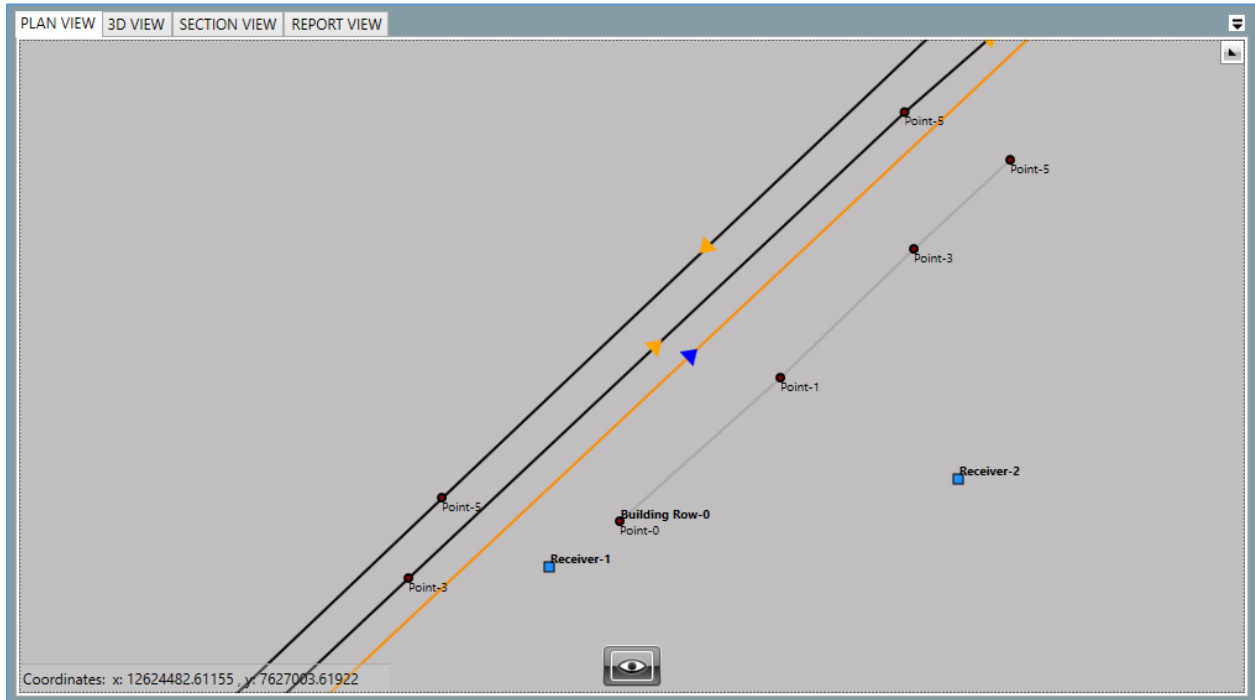 PLAN VIEW 3D VIEW SECTION VIEW REPORT VIEW
Point-5
Point-5
Point-3
Point-1
Receiver-2
Point-5
Building Row-0
Point-0
Receiver-1
Point-3
Coordinates: x: 12624482.61155 , y: 7627003.61922